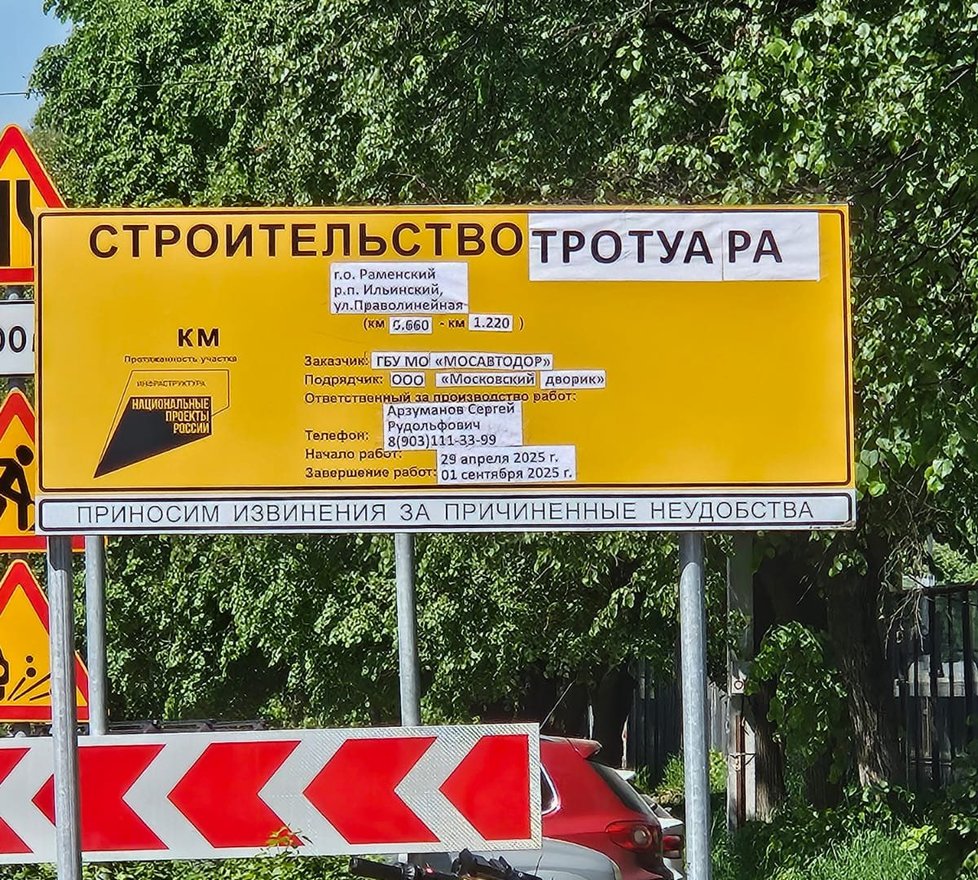 СТРОИТЕЛЬСТВО ТРОТУАРА
г.о. Раменский
р.п. Ильинский,
ул.Праволинейная
(км 0.660 - км 1.220 )
КМ
Протяженность участка
ИНФРАСТРУКТУРА
НАЦИОНАЛЬНЫЕ
ПРОЕКТЫ
РОССИИ
Заказчик: ГБУ МО «МОСАВТОДОР»
Подрядчик: ООО «Московский дворик»
Ответственный за производство работ:
Арзуманов Сергей
Рудольфович
Телефон: 8(903)111-33-99
Начало работ: 29 апреля 2025 г.
Завершение работ: 01 сентября 2025 г.
ПРИНОСИМ ИЗВИНЕНИЯ ЗА ПРИЧИНЕННЫЕ НЕУДОБСТВА